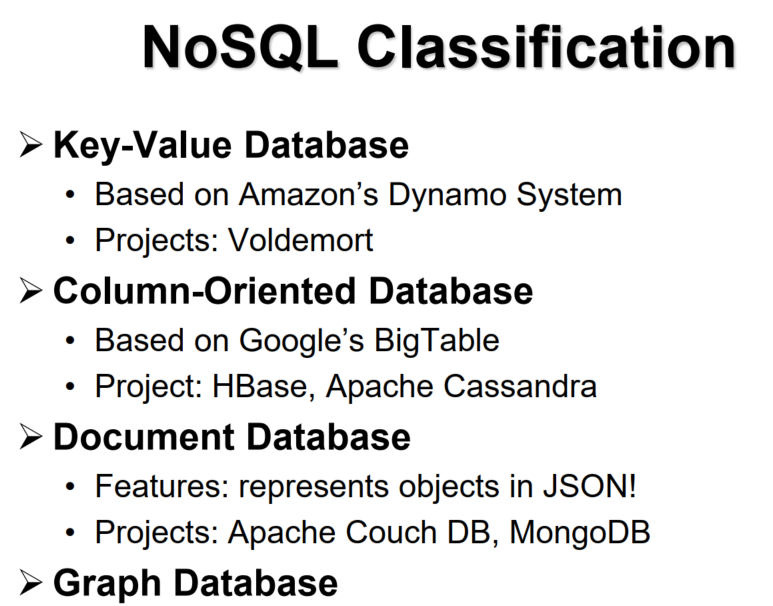 NoSQL Classification
➢ Key-Value Database
• Based on Amazon’s Dynamo System
• Projects: Voldemort
➢ Column-Oriented Database
• Based on Google’s BigTable
• Project: HBase, Apache Cassandra
➢ Document Database
• Features: represents objects in JSON!
• Projects: Apache Couch DB, MongoDB
➢ Graph Database